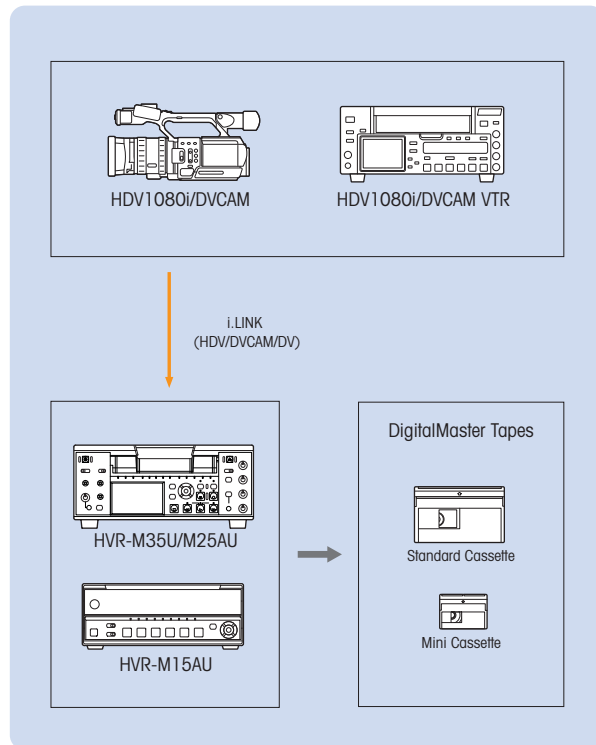 HDV1080i/DVCAM
HDV1080i/DVCAM VTR
i.LINK
(HDV/DVCAM/DV)
HVR-M35U/M25AU
HVR-M15AU
DigitalMaster Tapes
Standard Cassette
Mini Cassette